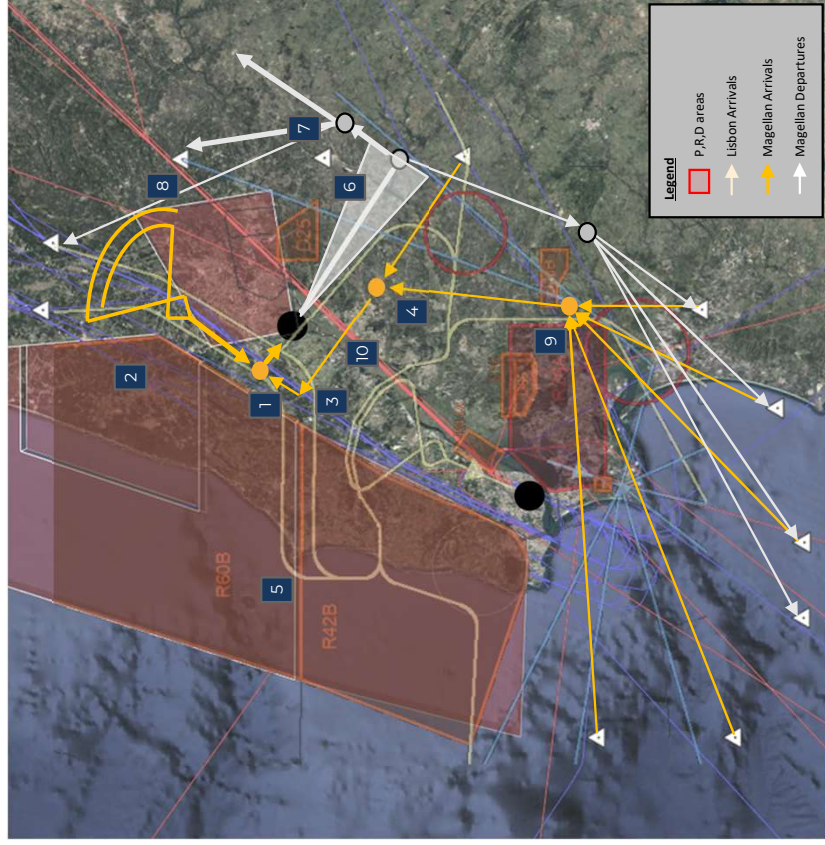 Legend
P,R,D areas
Lisbon Arrivals
Magellan Arrivals
Magellan Departures
1
2
3
4
5
6
7
8
9
10
R60B
R42B